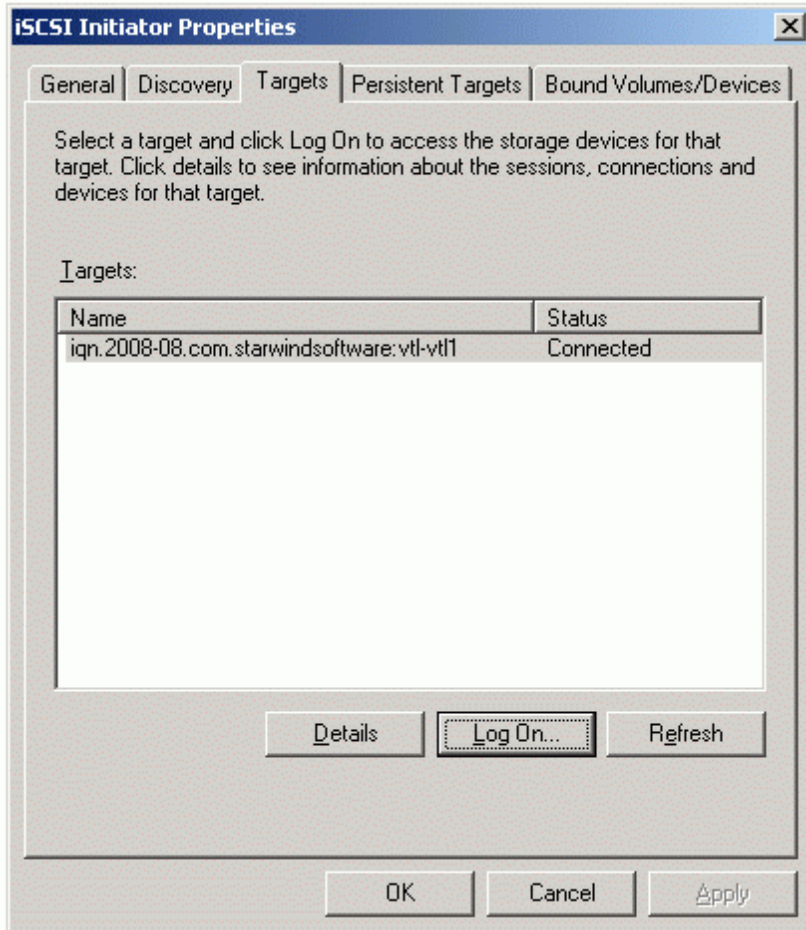 iSCSI Initiator Properties
General Discovery Targets Persistent Targets Bound Volumes/Devices
Select a target and click Log On to access the storage devices for that
target. Click details to see information about the sessions, connections and
devices for that target.
Targets:
Name Status
iqn.2008-08.com.starwindsoftware:vtl-vtl1 Connected
Details Log On... Refresh
OK Cancel Apply